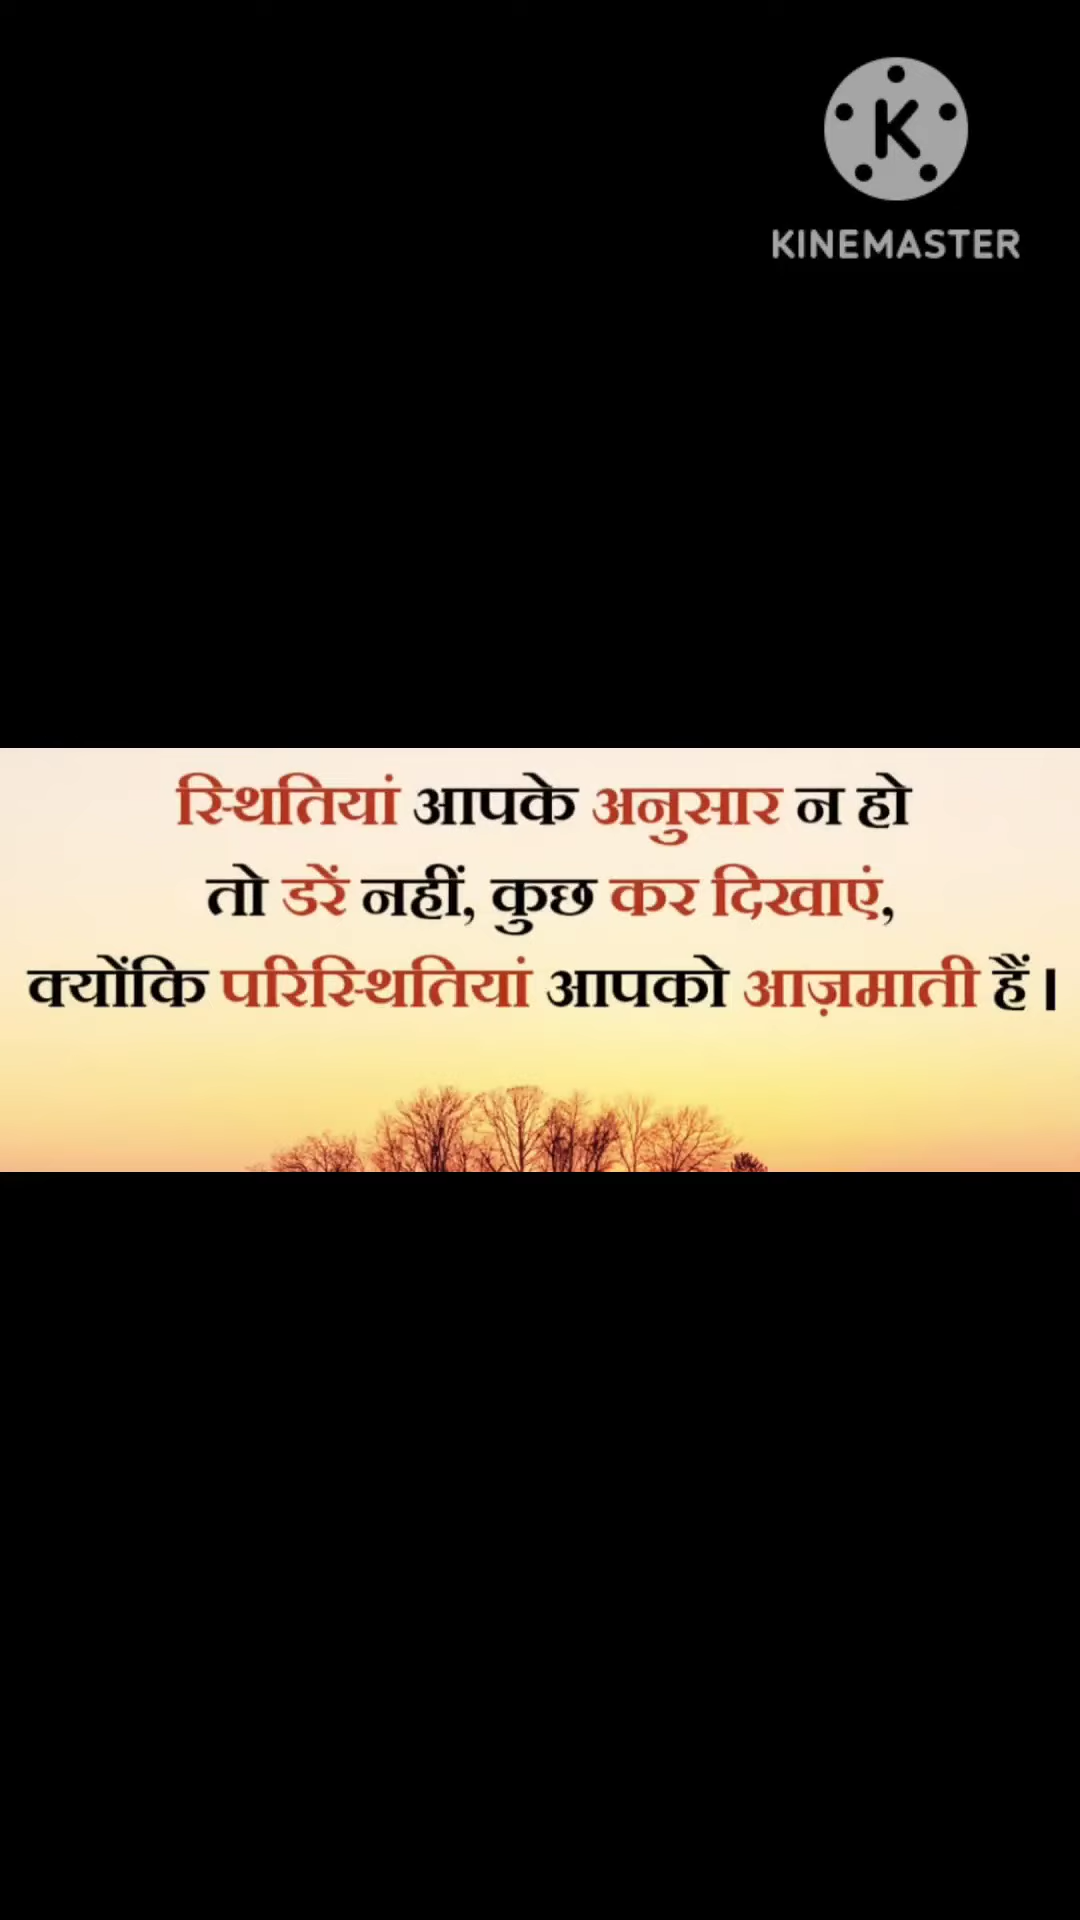 KINEMASTER
स्थितियां आपके अनुसार न हो
तो डरें नहीं, कुछ कर दिखाएं,
क्योंकि परिस्थितियां आपको आज़माती हैं।